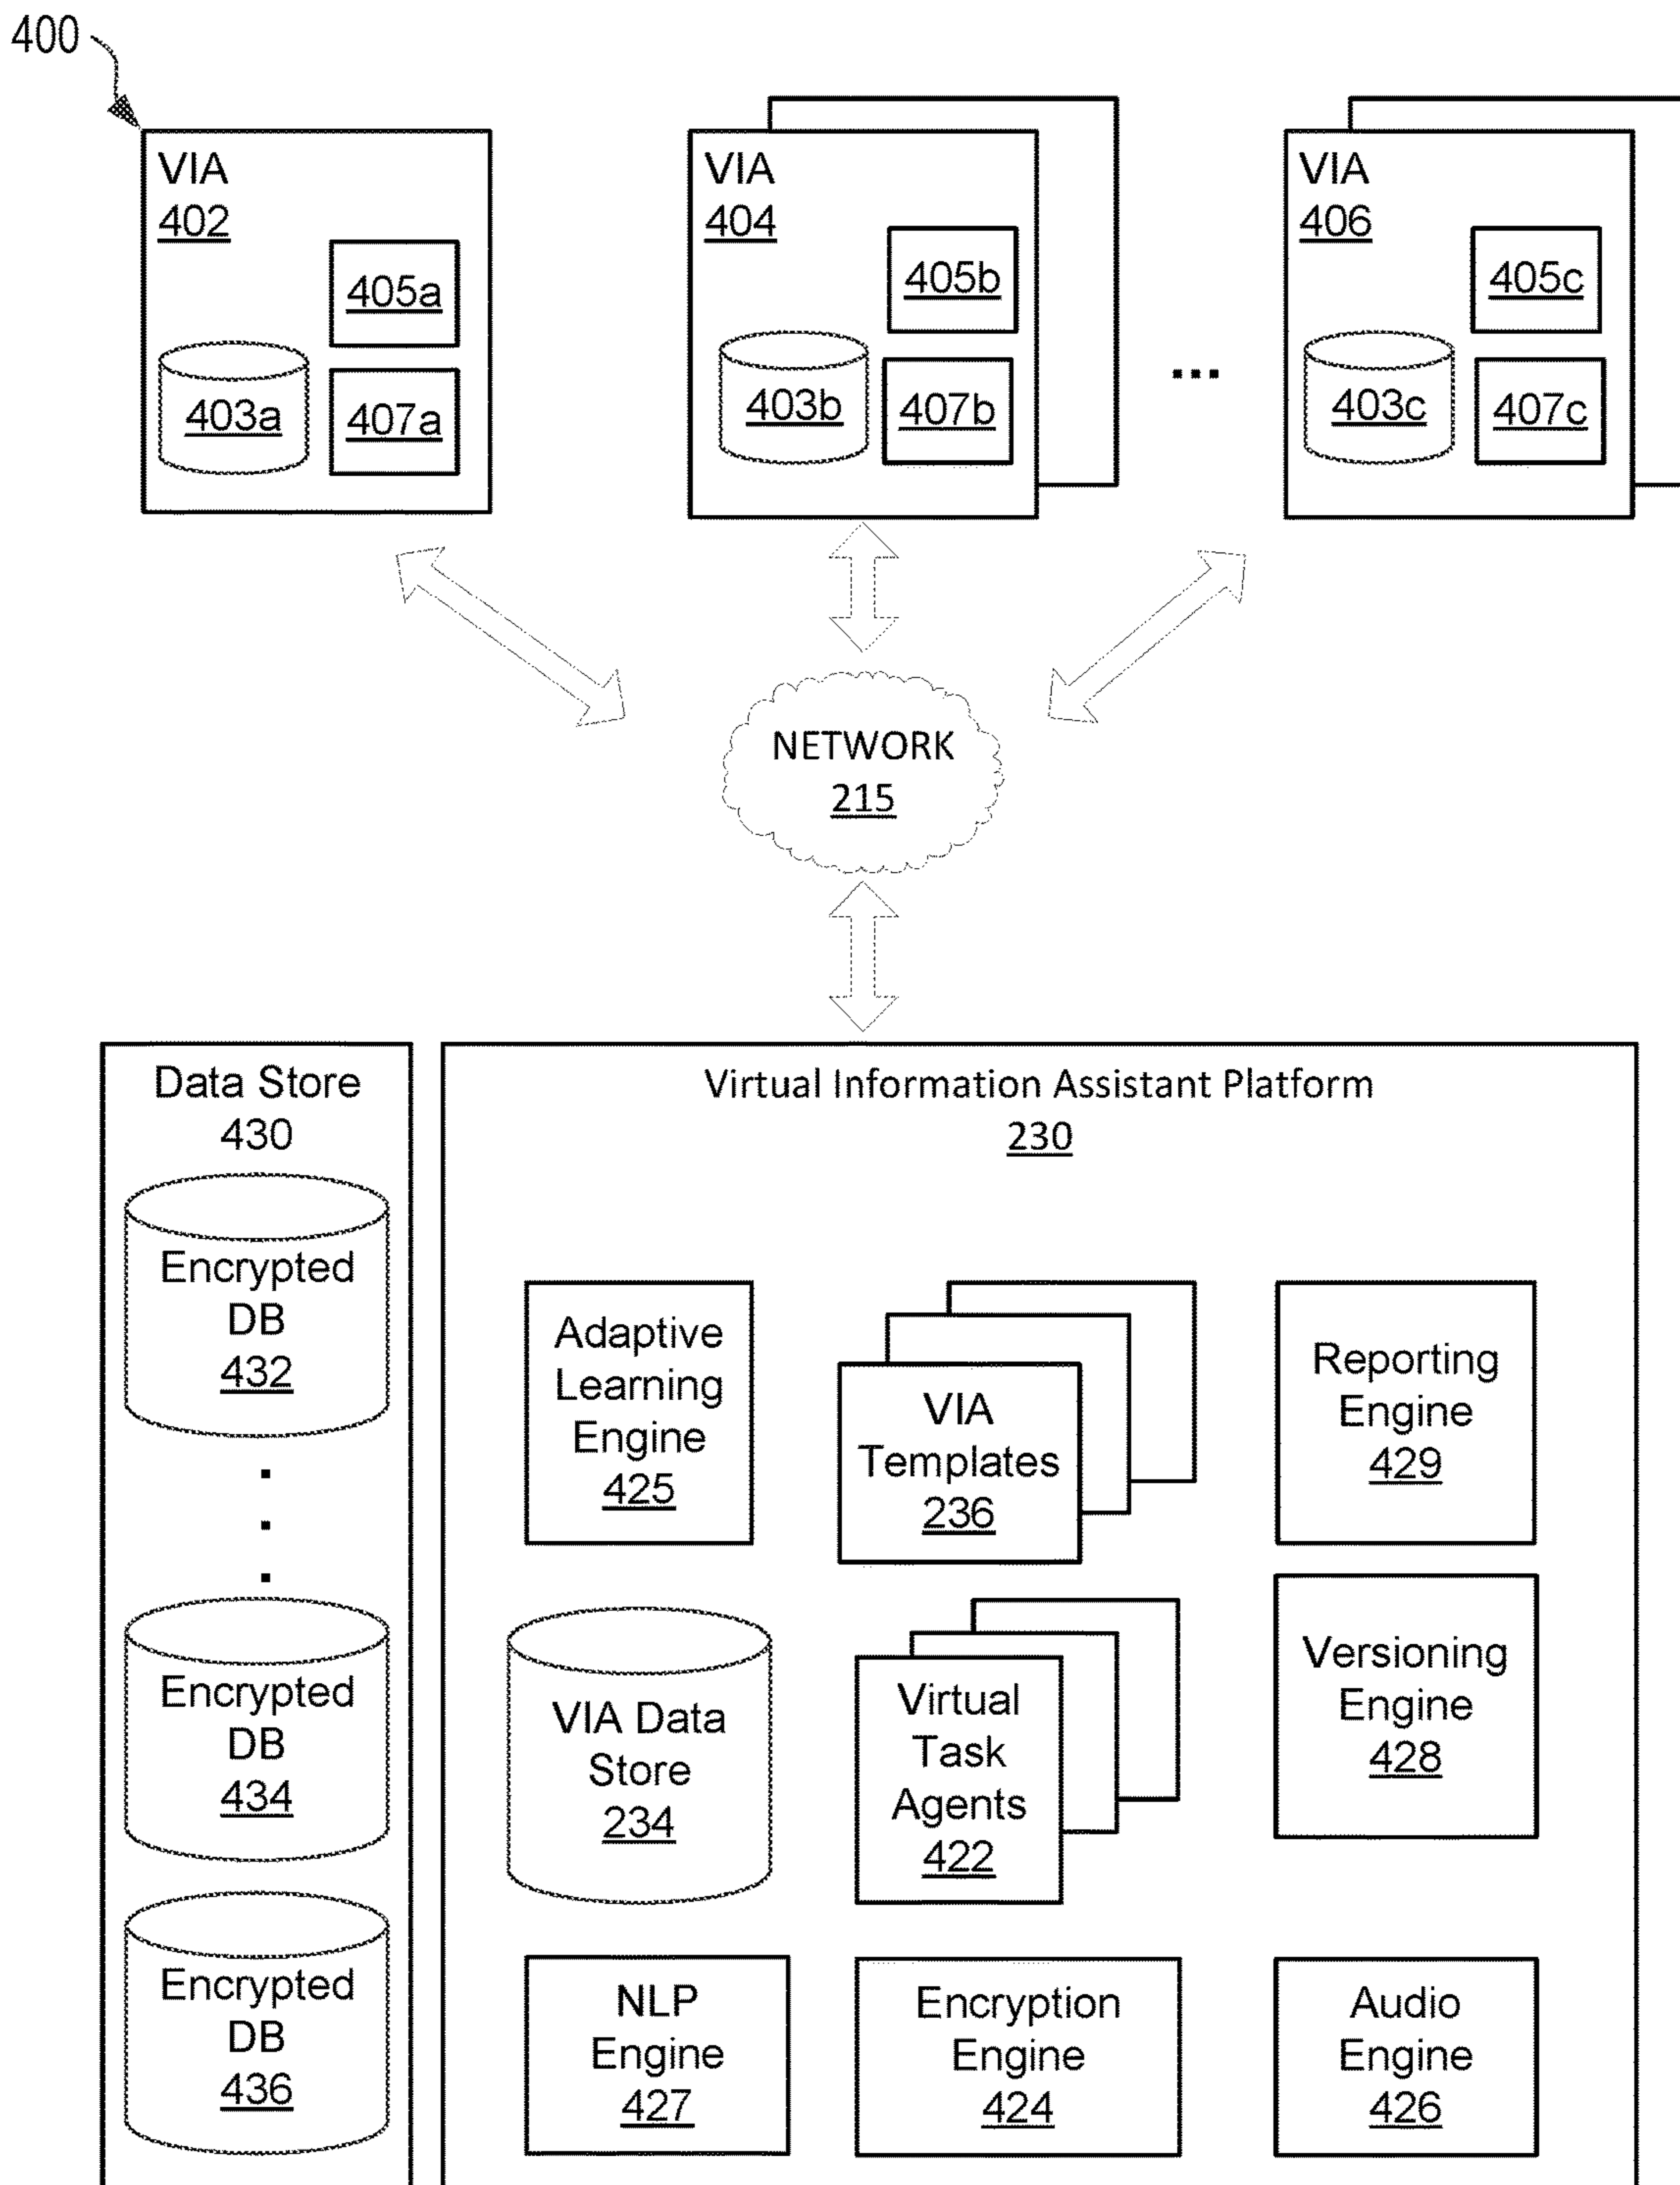 400
VIA
402
405a
403a
407a
VIA
404
405b
403b
407b
...
VIA
406
405c
403c
407c
NETWORK
215
Data Store
430
Encrypted
DB
432
Encrypted
DB
434
Encrypted
DB
436
Virtual Information Assistant Platform
230
Adaptive
Learning
Engine
425
VIA
Templates
236
Reporting
Engine
429
VIA Data
Store
234
Virtual
Task
Agents
422
Versioning
Engine
428
NLP
Engine
427
Encryption
Engine
424
Audio
Engine
426